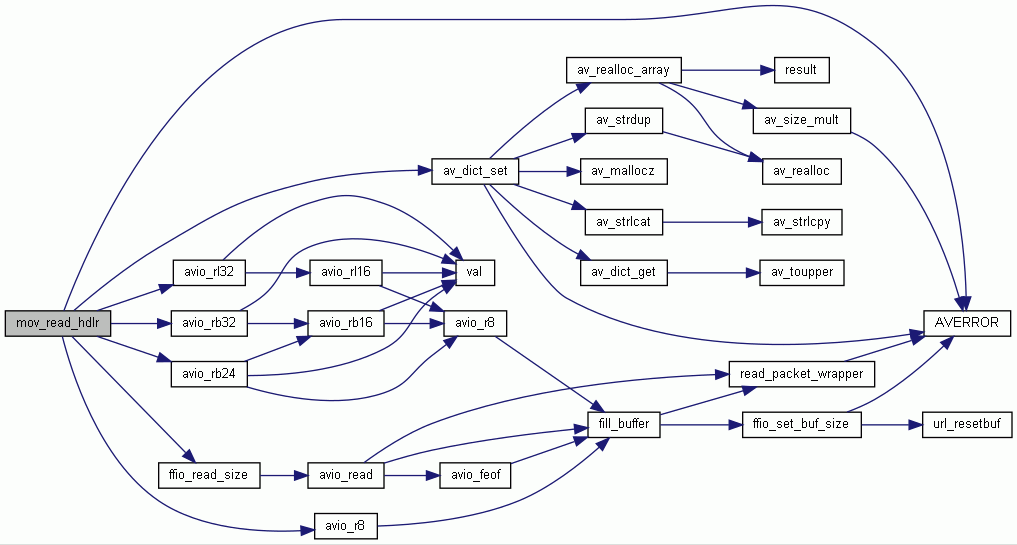 av_realloc_array
result
av_strdup
av_size_mult
av_dict_set
av_mallocz
av_realloc
av_strlcat
av_strlcpy
avio_rl32
avio_rl16
val
av_dict_get
av_toupper
mov_read_hdlr
avio_rb32
avio_rb16
avio_r8
AVERROR
avio_rb24
read_packet_wrapper
fill_buffer
ffio_set_buf_size
url_resetbuf
ffio_read_size
avio_read
avio_feof
avio_r8